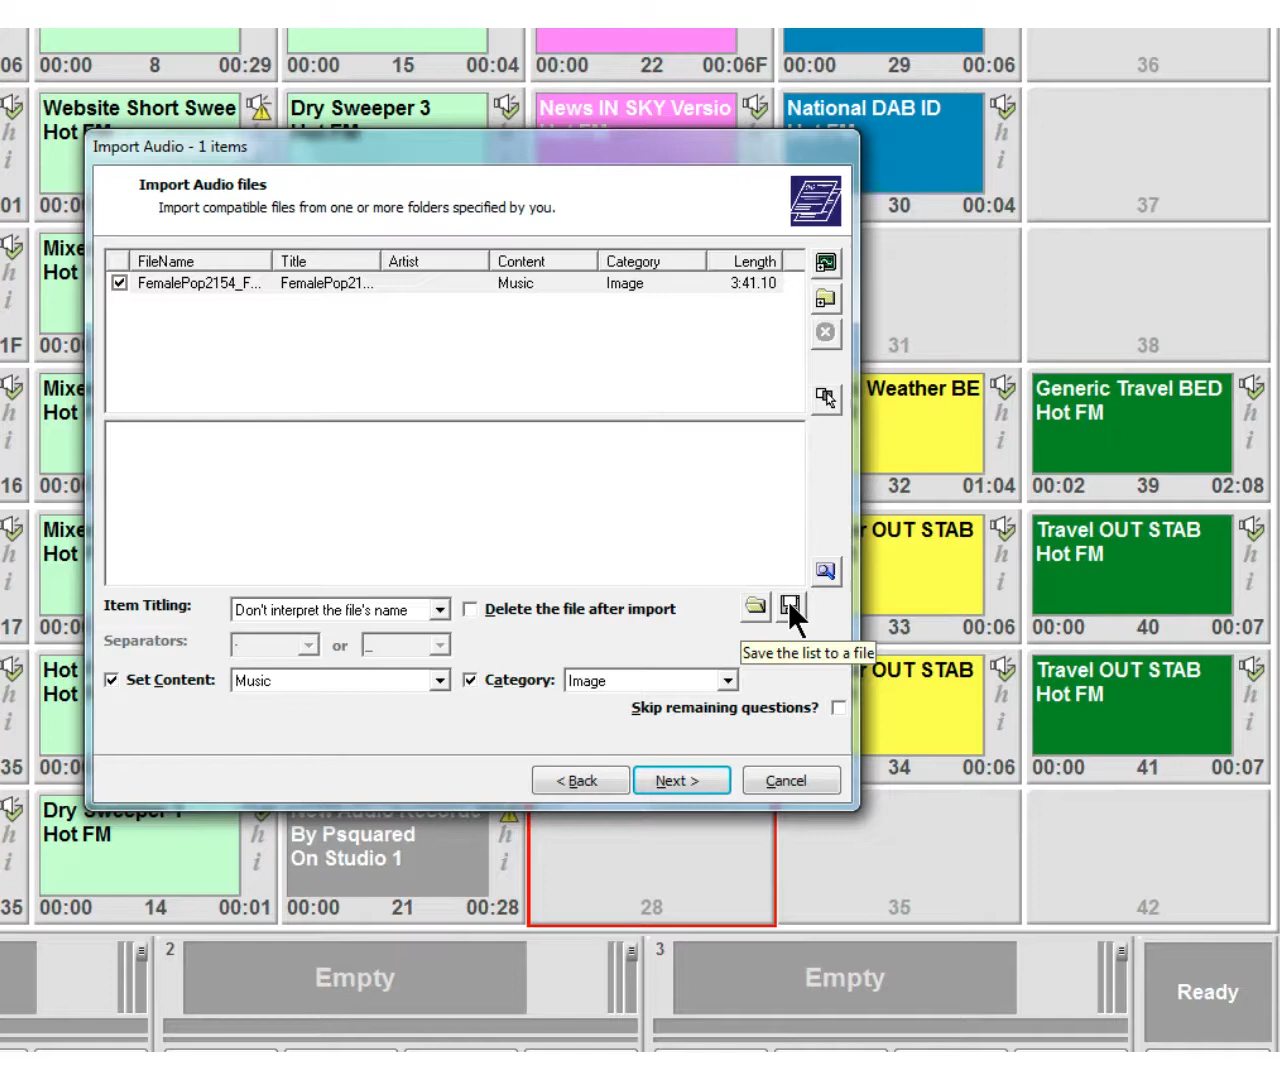 06
00:00 8 00:29
00:00 15 00:04
00:00 22 00:06F
00:00 29 00:06
36
Website Short Swee
h
i
Dry Sweeper 3
h
i
News IN SKY Versio
National DAB ID
h
i
Hot
01
00:0
30 00:04
37
Import Audio - 1 items
Import Audio files
Import compatible files from one or more folders specified by you.
FileName Title Artist Content Category Length
FemalePop2154_F... FemalePop21... Music Image 3:41.10
Item Titling: Don't interpret the file's name Delete the file after import
Separators: or _
Save the list to a file
Set Content: Music Category: Image
Skip remaining questions?
< Back Next > Cancel
h
i
Mixe
Hot
1F
00:0
31
38
h
i
Mixe
Hot
16
00:0
Weather BE
h
i
32 01:04
Generic Travel BED
Hot FM
h
i
00:02 39 02:08
h
i
Mixe
Hot
17
00:0
OUT STAB
h
i
33 00:06
Travel OUT STAB
Hot FM
h
i
00:00 40 00:07
h
i
Hot
Hot
35
00:0
OUT STAB
h
i
34 00:06
Travel OUT STAB
Hot FM
h
i
00:00 41 00:07
h
i
Dry Sweeper 1
Hot FM
h
i
35
00:00 14 00:01
New Audio Recordi
By Psquared
On Studio 1
h
i
00:00 21 00:28
28
35
42
2 Empty
3 Empty
Ready